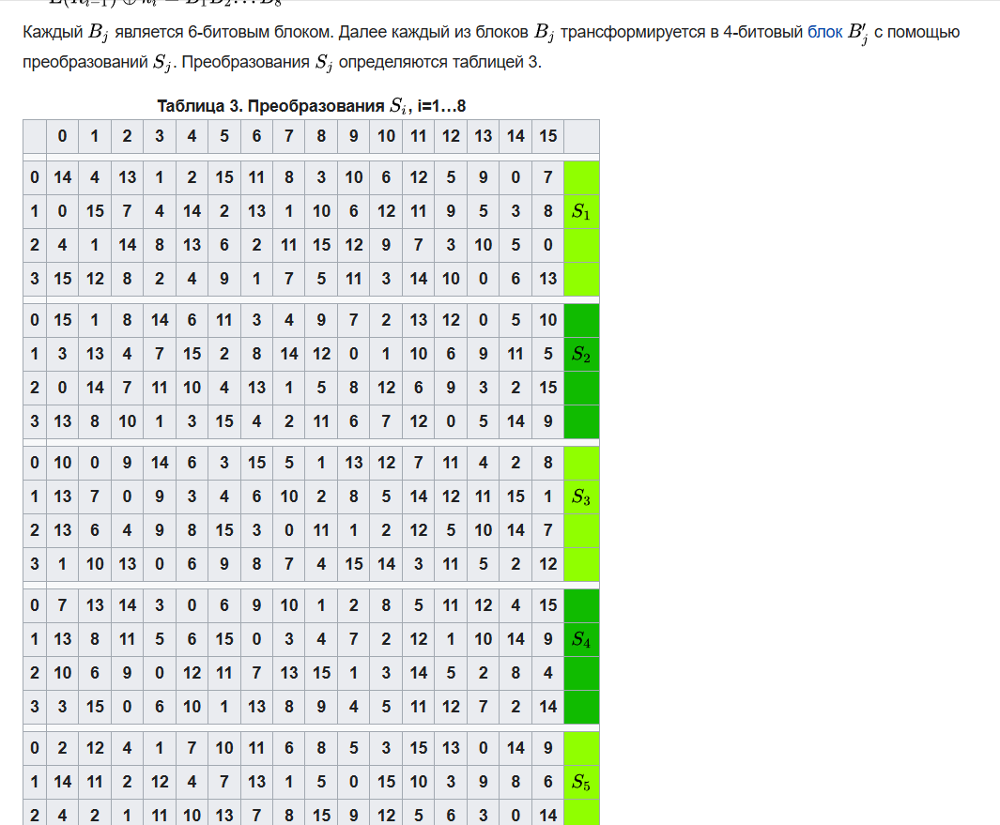 Каждый Bj является 6-битовым блоком. Далее каждый из блоков Bj трансформируется в 4-битовый блок B′j с помощью
преобразований Sj. Преобразования Sj определяются таблицей 3.
Таблица 3. Преобразования Si, i=1…8
0 1 2 3 4 5 6 7 8 9 10 11 12 13 14 15
0 14 4 13 1 2 15 11 8 3 10 6 12 5 9 0 7
1 0 15 7 4 14 2 13 1 10 6 12 11 9 5 3 8 S1
2 4 1 14 8 13 6 2 11 15 12 9 7 3 10 5 0
3 15 12 8 2 4 9 1 7 5 11 3 14 10 0 6 13
0 15 1 8 14 6 11 3 4 9 7 2 13 12 0 5 10
1 3 13 4 7 15 2 8 14 12 0 1 10 6 9 11 5 S2
2 0 14 7 11 10 4 13 1 5 8 12 6 9 3 2 15
3 13 8 10 1 3 15 4 2 11 6 7 12 0 5 14 9
0 10 0 9 14 6 3 15 5 1 13 12 7 11 4 2 8
1 13 7 0 9 3 4 6 10 2 8 5 14 12 11 15 1 S3
2 13 6 4 9 8 15 3 0 11 1 2 12 5 10 14 7
3 1 10 13 0 6 9 8 7 4 15 14 3 11 5 2 12
0 7 13 14 3 0 6 9 10 1 2 8 5 11 12 4 15
1 13 8 11 5 6 15 0 3 4 7 2 12 1 10 14 9 S4
2 10 6 9 0 12 11 7 13 15 1 3 14 5 2 8 4
3 3 15 0 6 10 1 13 8 9 4 5 11 12 7 2 14
0 2 12 4 1 7 10 11 6 8 5 3 15 13 0 14 9
1 14 11 2 12 4 7 13 1 5 0 15 10 3 9 8 6 S5
2 4 2 1 11 10 13 7 8 15 9 12 5 6 3 0 14